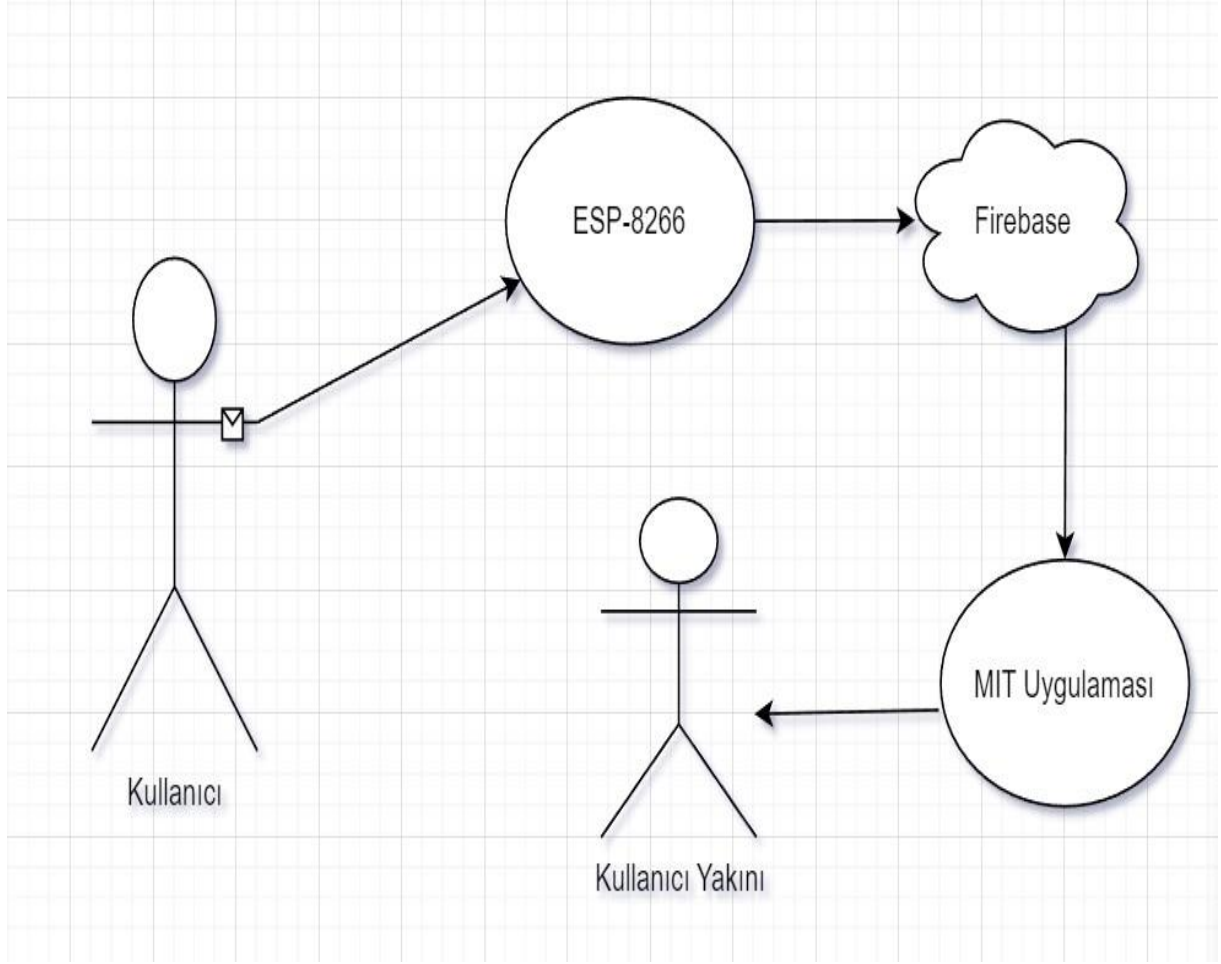 ESP-8266
Firebase
Kullanıcı
MIT Uygulaması
Kullanıcı Yakını